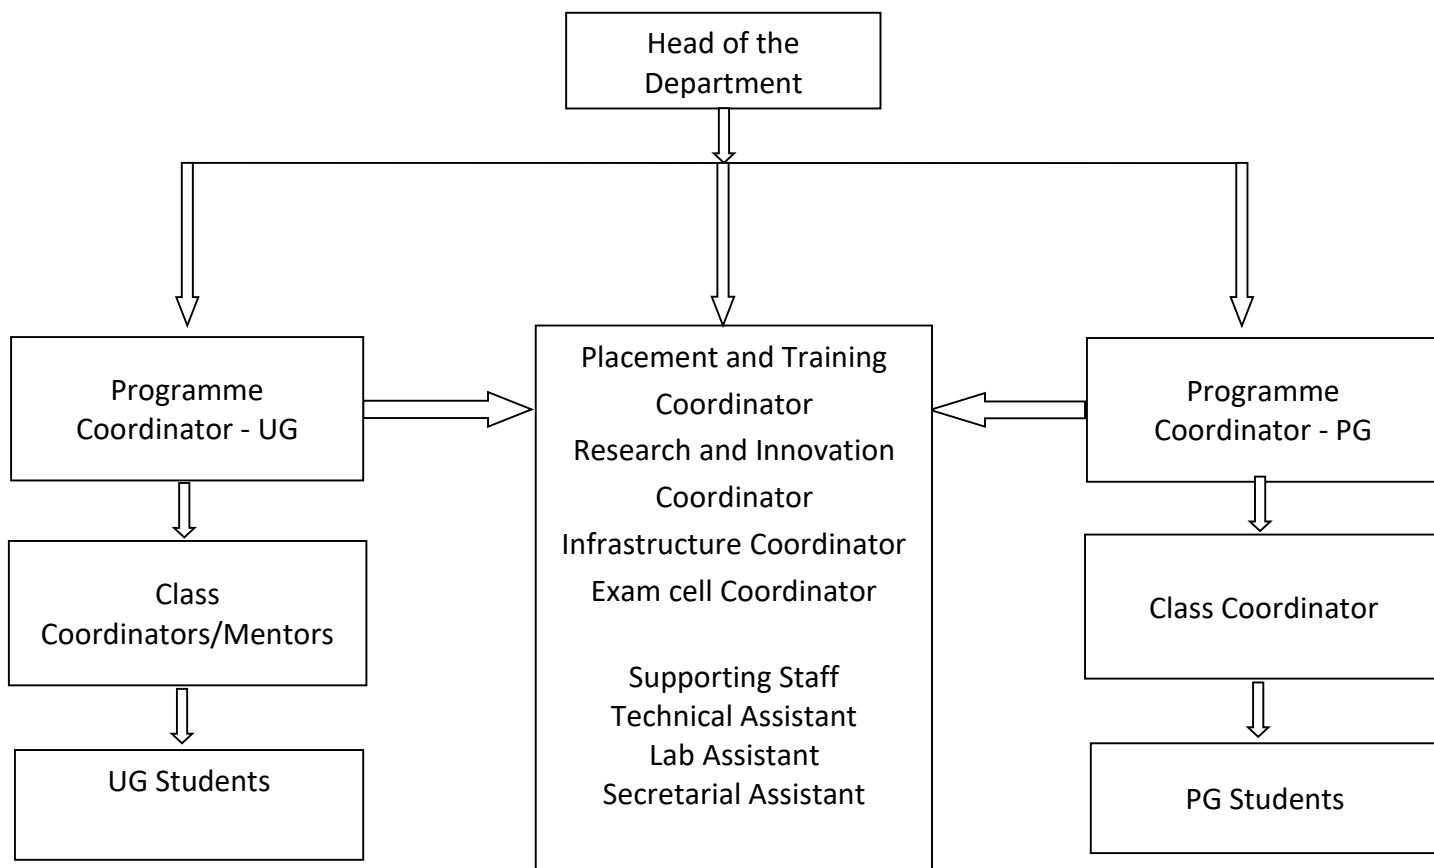 Head of the
Department
Programme
Coordinator - UG
Placement and Training
Coordinator
Research and Innovation
Coordinator
Infrastructure Coordinator
Exam cell Coordinator
Supporting Staff
Technical Assistant
Lab Assistant
Secretarial Assistant
Programme
Coordinator - PG
Class
Coordinators/Mentors
Class Coordinator
UG Students
PG Students